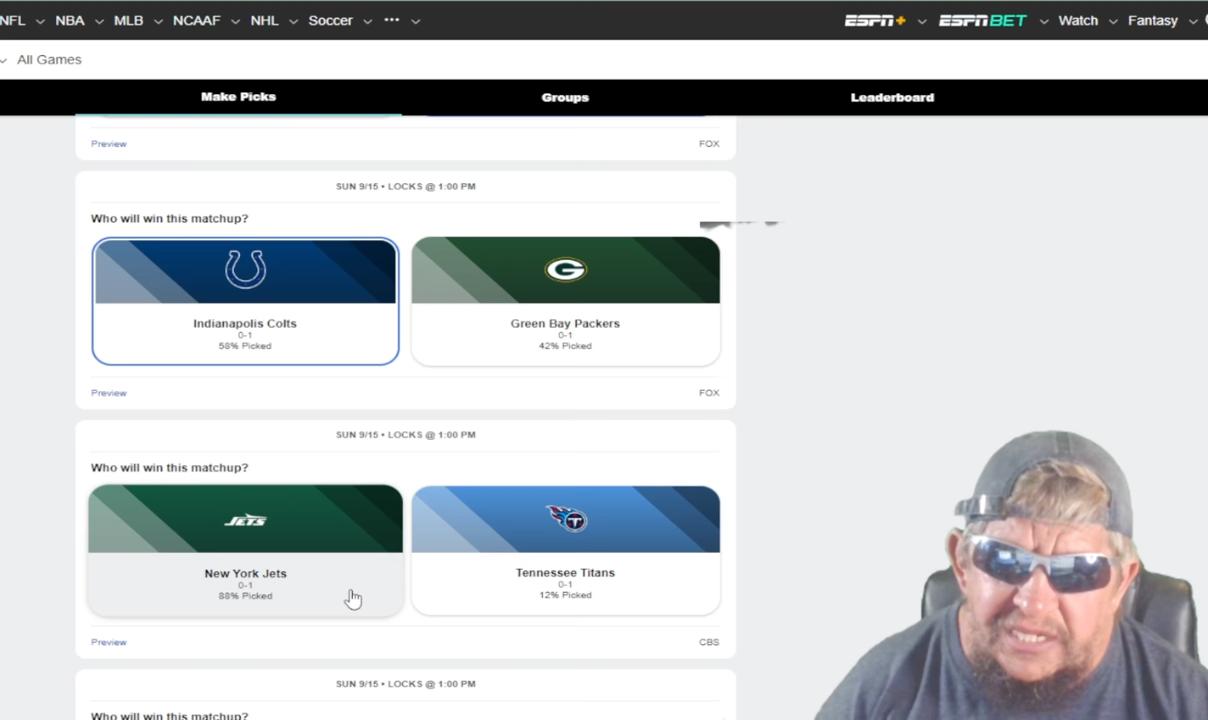 NFL NBA MLB NCAAF NHL Soccer ••• ESPN+ ESPN BET Watch Fantasy
All Games
Make Picks Groups Leaderboard
Preview FOX
SUN 9/15 • LOCKS @ 1:00 PM
Who will win this matchup?
G
Indianapolis Colts Green Bay Packers
0-1 0-1
58% Picked 42% Picked
Preview FOX
SUN 9/15 • LOCKS @ 1:00 PM
Who will win this matchup?
JETS T
New York Jets Tennessee Titans
0-1 0-1
88% Picked 12% Picked
Preview CBS
SUN 9/15 • LOCKS @ 1:00 PM
Who will win this matchup?